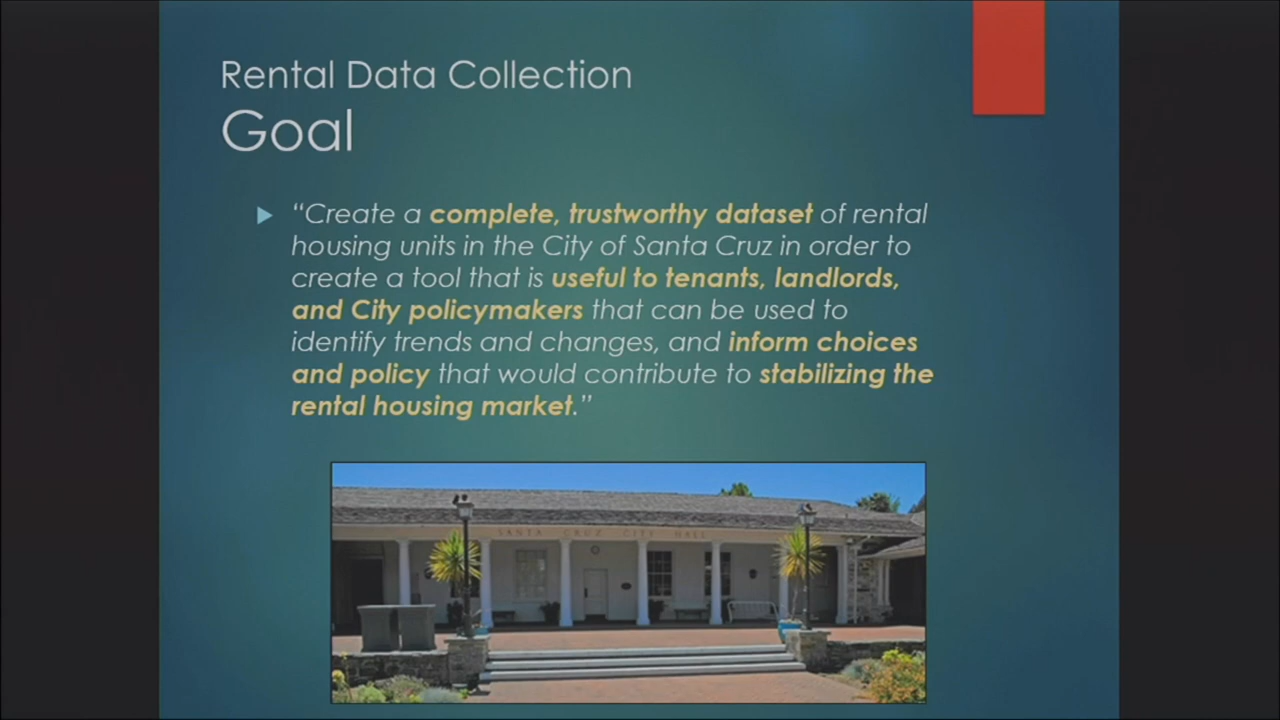 Rental Data Collection
Goal
“Create a complete, trustworthy dataset of rental
housing units in the City of Santa Cruz in order to
create a tool that is useful to tenants, landlords,
and City policymakers that can be used to
identify trends and changes, and inform choices
and policy that would contribute to stabilizing the
rental housing market.”
SANTA CRUZ CITY HALL